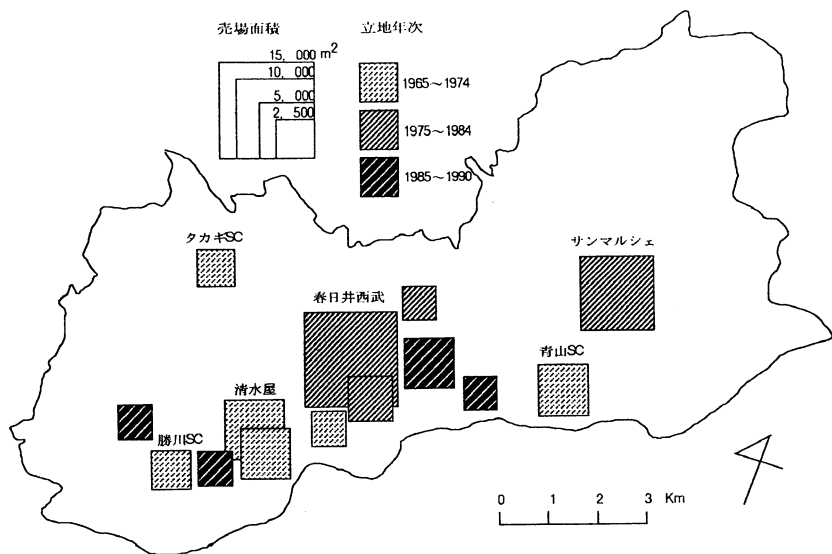 売場面積
15, 000 m²
10, 000
5, 000
2, 500
立地年次
1965～1974
1975～1984
1985～1990
タカギSC
サンマルシェ
春日井西武
青山SC
清水屋
勝川SC
0 1 2 3 Km